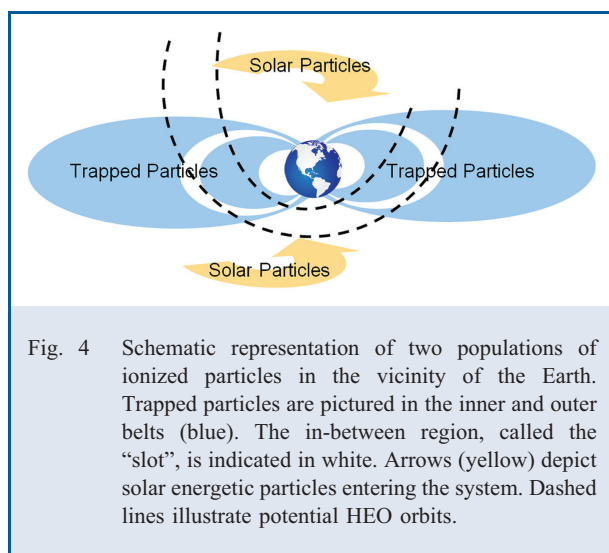 Solar Particles
Trapped Particles
Trapped Particles
Solar Particles
Fig. 4 Schematic representation of two populations of
ionized particles in the vicinity of the Earth.
Trapped particles are pictured in the inner and outer
belts (blue). The in-between region, called the
“slot”, is indicated in white. Arrows (yellow) depict
solar energetic particles entering the system. Dashed
lines illustrate potential HEO orbits.